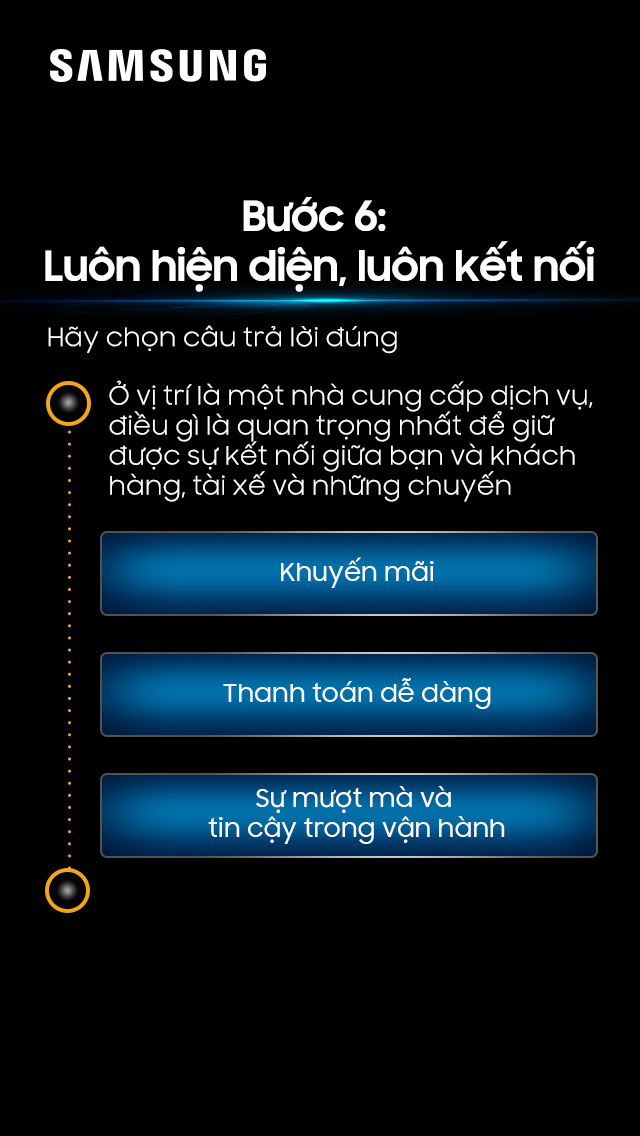 SAMSUNG
Bước 6:
Luôn hiện diện, luôn kết nối
Hãy chọn câu trả lời đúng
Ở vị trí là một nhà cung cấp dịch vụ,
điều gì là quan trọng nhất để giữ
được sự kết nối giữa bạn và khách
hàng, tài xế và những chuyến
Khuyến mãi
Thanh toán dễ dàng
Sự mượt mà và
tin cậy trong vận hành